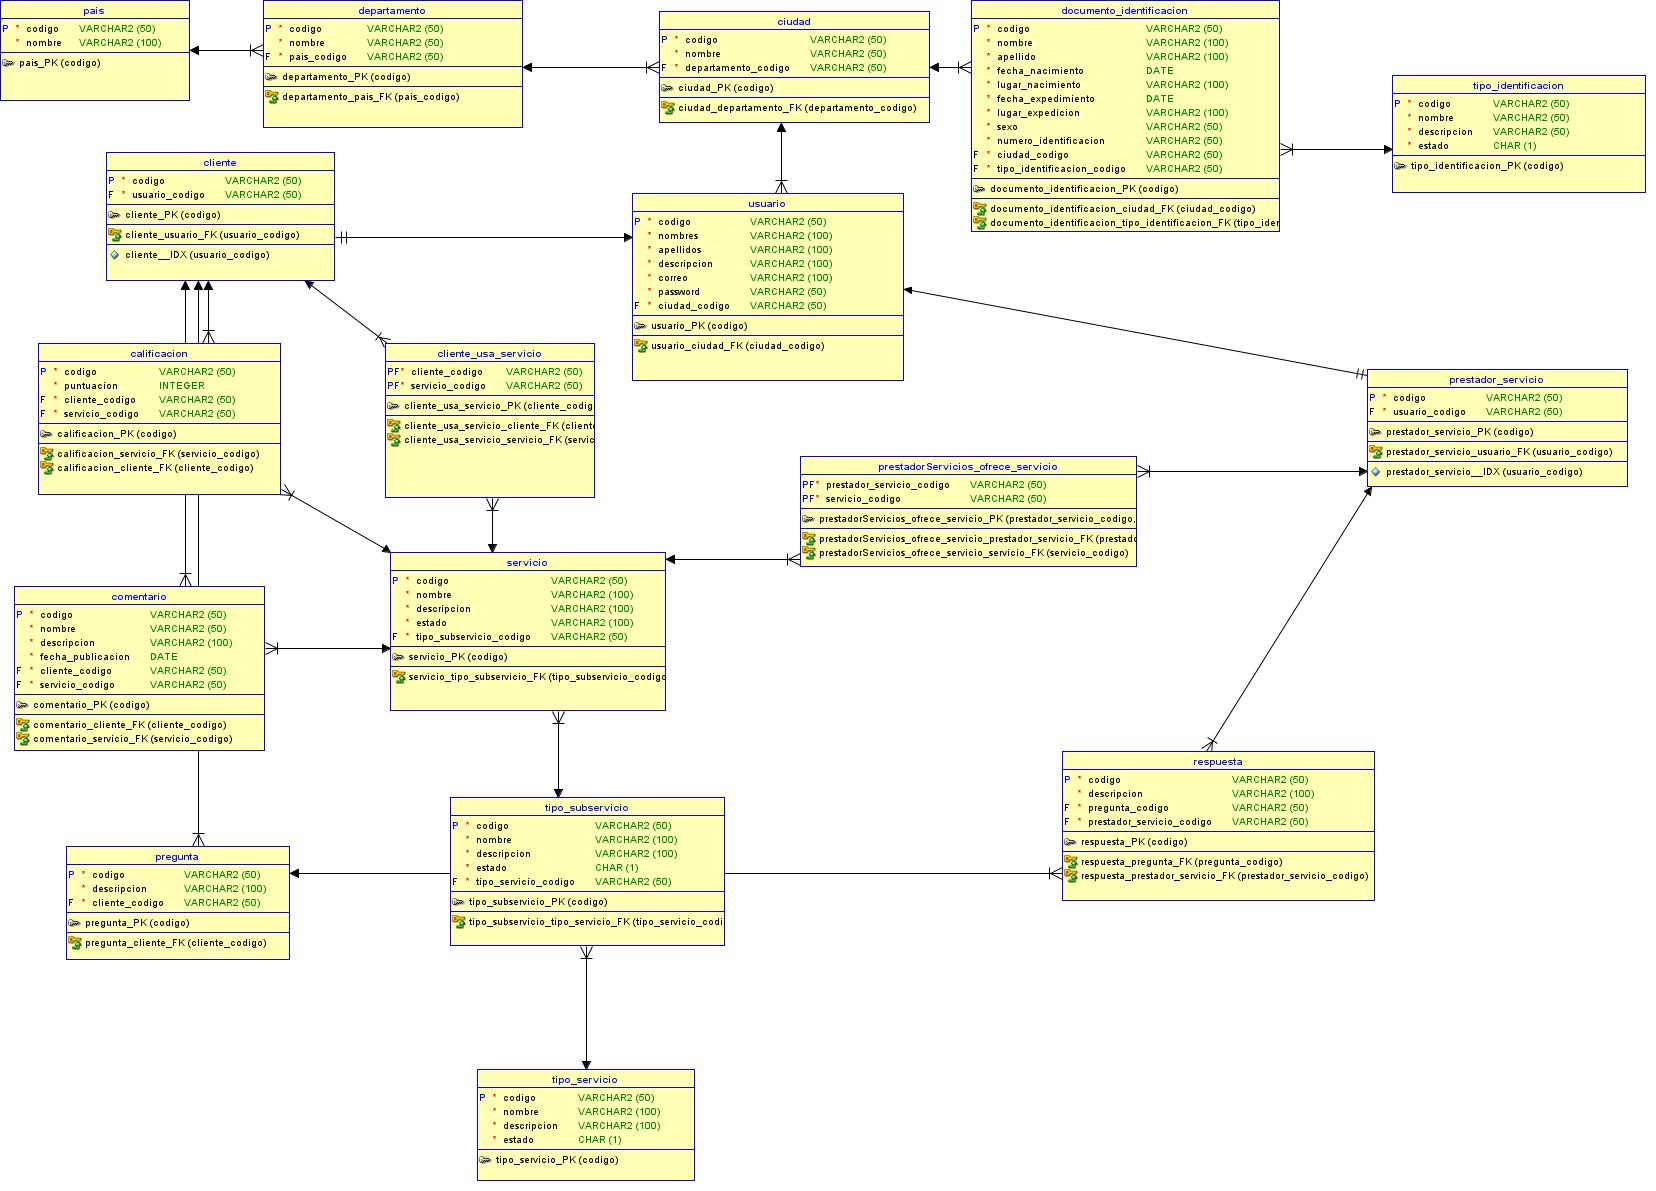 pais
P * codigo VARCHAR2 (50)
* nombre VARCHAR2 (100)
pais_PK (codigo)
departamento
P * codigo VARCHAR2 (50)
* nombre VARCHAR2 (50)
F * pais_codigo VARCHAR2 (50)
departamento_PK (codigo)
departamento_pais_FK (pais_codigo)
ciudad
P * codigo VARCHAR2 (50)
* nombre VARCHAR2 (50)
F * departamento_codigo VARCHAR2 (50)
ciudad_PK (codigo)
ciudad_departamento_FK (departamento_codigo)
documento_identificacion
P * codigo VARCHAR2 (50)
* nombre VARCHAR2 (100)
* apellido VARCHAR2 (100)
* fecha_nacimiento DATE
* lugar_nacimiento VARCHAR2 (100)
* fecha_expedimiento DATE
* lugar_expedicion VARCHAR2 (100)
* sexo VARCHAR2 (50)
* numero_identificacion VARCHAR2 (50)
F * ciudad_codigo VARCHAR2 (50)
F * tipo_identificacion_codigo VARCHAR2 (50)
documento_identificacion_PK (codigo)
documento_identificacion_ciudad_FK (ciudad_codigo)
documento_identificacion_tipo_identificacion_FK (tipo_iden
tipo_identificacion
P * codigo VARCHAR2 (50)
* nombre VARCHAR2 (50)
* descripcion VARCHAR2 (50)
* estado CHAR (1)
tipo_identificacion_PK (codigo)
cliente
P * codigo VARCHAR2 (50)
F * usuario_codigo VARCHAR2 (50)
cliente_PK (codigo)
cliente_usuario_FK (usuario_codigo)
cliente__IDX (usuario_codigo)
usuario
P * codigo VARCHAR2 (50)
* nombres VARCHAR2 (100)
* apellidos VARCHAR2 (100)
* descripcion VARCHAR2 (100)
* correo VARCHAR2 (100)
* password VARCHAR2 (50)
F * ciudad_codigo VARCHAR2 (50)
usuario_PK (codigo)
usuario_ciudad_FK (ciudad_codigo)
calificacion
P * codigo VARCHAR2 (50)
* puntuacion INTEGER
F * cliente_codigo VARCHAR2 (50)
F * servicio_codigo VARCHAR2 (50)
calificacion_PK (codigo)
calificacion_servicio_FK (servicio_codigo)
calificacion_cliente_FK (cliente_codigo)
cliente_usa_servicio
PF* cliente_codigo VARCHAR2 (50)
PF* servicio_codigo VARCHAR2 (50)
cliente_usa_servicio_PK (cliente_codig
cliente_usa_servicio_cliente_FK (client
cliente_usa_servicio_servicio_FK (servic
prestador_servicio
P * codigo VARCHAR2 (50)
F * usuario_codigo VARCHAR2 (50)
prestador_servicio_PK (codigo)
prestador_servicio_usuario_FK (usuario_codigo)
prestador_servicio__IDX (usuario_codigo)
prestadorServicios_ofrece_servicio
PF* prestador_servicio_codigo VARCHAR2 (50)
PF* servicio_codigo VARCHAR2 (50)
prestadorServicios_ofrece_servicio_PK (prestador_servicio_codigo,
prestadorServicios_ofrece_servicio_prestador_servicio_FK (prestado
prestadorServicios_ofrece_servicio_servicio_FK (servicio_codigo)
servicio
P * codigo VARCHAR2 (50)
* nombre VARCHAR2 (100)
* descripcion VARCHAR2 (100)
* estado VARCHAR2 (100)
F * tipo_subservicio_codigo VARCHAR2 (50)
servicio_PK (codigo)
servicio_tipo_subservicio_FK (tipo_subservicio_codigo
comentario
P * codigo VARCHAR2 (50)
* nombre VARCHAR2 (50)
* descripcion VARCHAR2 (100)
* fecha_publicacion DATE
F * cliente_codigo VARCHAR2 (50)
F * servicio_codigo VARCHAR2 (50)
comentario_PK (codigo)
comentario_cliente_FK (cliente_codigo)
comentario_servicio_FK (servicio_codigo)
respuesta
P * codigo VARCHAR2 (50)
* descripcion VARCHAR2 (100)
F * pregunta_codigo VARCHAR2 (50)
F * prestador_servicio_codigo VARCHAR2 (50)
respuesta_PK (codigo)
respuesta_pregunta_FK (pregunta_codigo)
respuesta_prestador_servicio_FK (prestador_servicio_codigo)
tipo_subservicio
P * codigo VARCHAR2 (50)
* nombre VARCHAR2 (100)
* descripcion VARCHAR2 (100)
* estado CHAR (1)
F * tipo_servicio_codigo VARCHAR2 (50)
tipo_subservicio_PK (codigo)
tipo_subservicio_tipo_servicio_FK (tipo_servicio_codi
pregunta
P * codigo VARCHAR2 (50)
* descripcion VARCHAR2 (100)
F * cliente_codigo VARCHAR2 (50)
pregunta_PK (codigo)
pregunta_cliente_FK (cliente_codigo)
tipo_servicio
P * codigo VARCHAR2 (50)
* nombre VARCHAR2 (100)
* descripcion VARCHAR2 (100)
* estado CHAR (1)
tipo_servicio_PK (codigo)